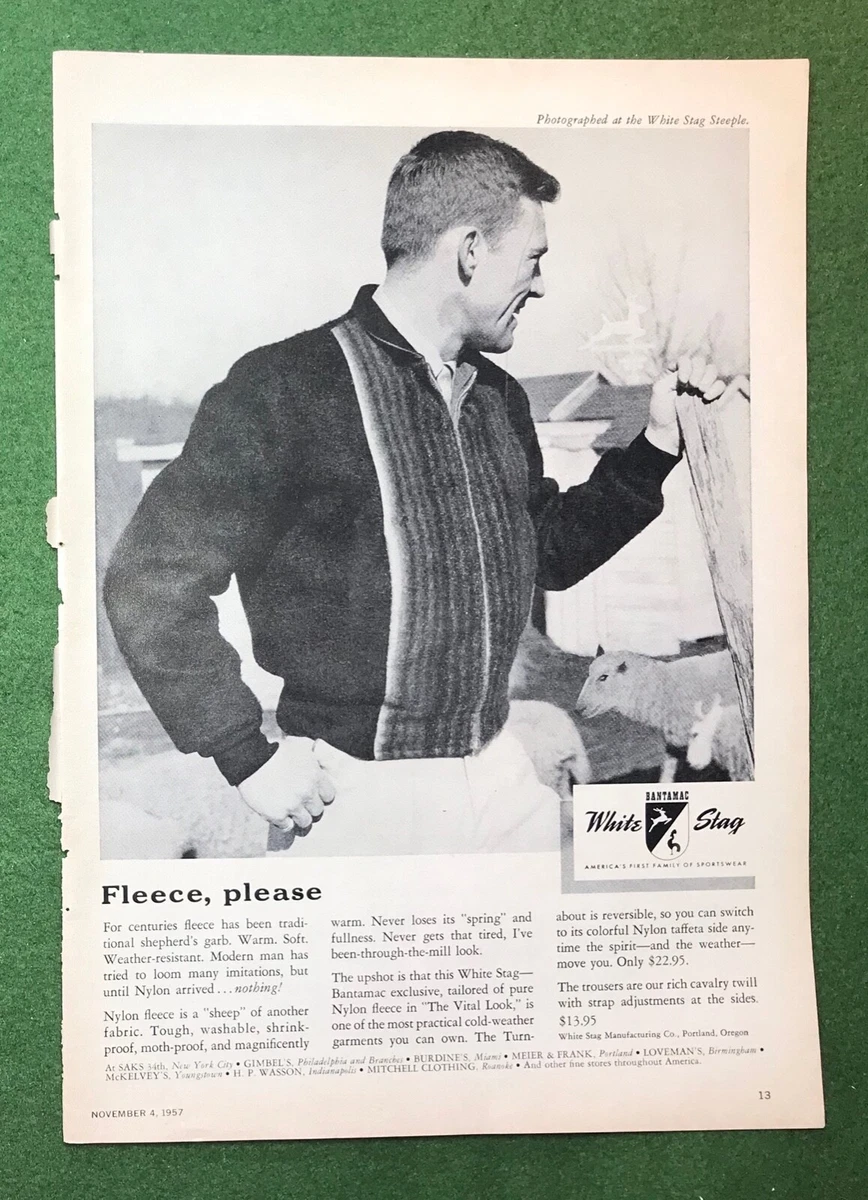 Photographed at the White Stag Steeple.
BANTAMAC
White Stag
AMERICA'S FIRST FAMILY OF SPORTSWEAR
Fleece, please
For centuries fleece has been tradi-
tional shepherd's garb. Warm. Soft.
Weather-resistant. Modern man has
tried to loom many imitations, but
until Nylon arrived ... nothing!
Nylon fleece is a "sheep" of another
fabric. Tough, washable, shrink-
proof, moth-proof, and magnificently
warm. Never loses its "spring" and
fullness. Never gets that tired, I've
been-through-the-mill look.
The upshot is that this White Stag—
Bantamac exclusive, tailored of pure
Nylon fleece in "The Vital Look," is
one of the most practical cold-weather
garments you can own. The Turn-
about is reversible, so you can switch
to its colorful Nylon taffeta side any-
time the spirit—and the weather—
move you. Only $22.95.
The trousers are our rich cavalry twill
with strap adjustments at the sides.
$13.95
White Stag Manufacturing Co., Portland, Oregon
At SAKS 34th, New York City • GIMBEL'S, Philadelphia and Branches • BURDINE'S, Miami • MEIER & FRANK, Portland • LOVEMAN'S, Birmingham •
McKELVEY'S, Youngstown • H. P. WASSON, Indianapolis • MITCHELL CLOTHING, Roanoke • And other fine stores throughout America.
NOVEMBER 4, 1957
13